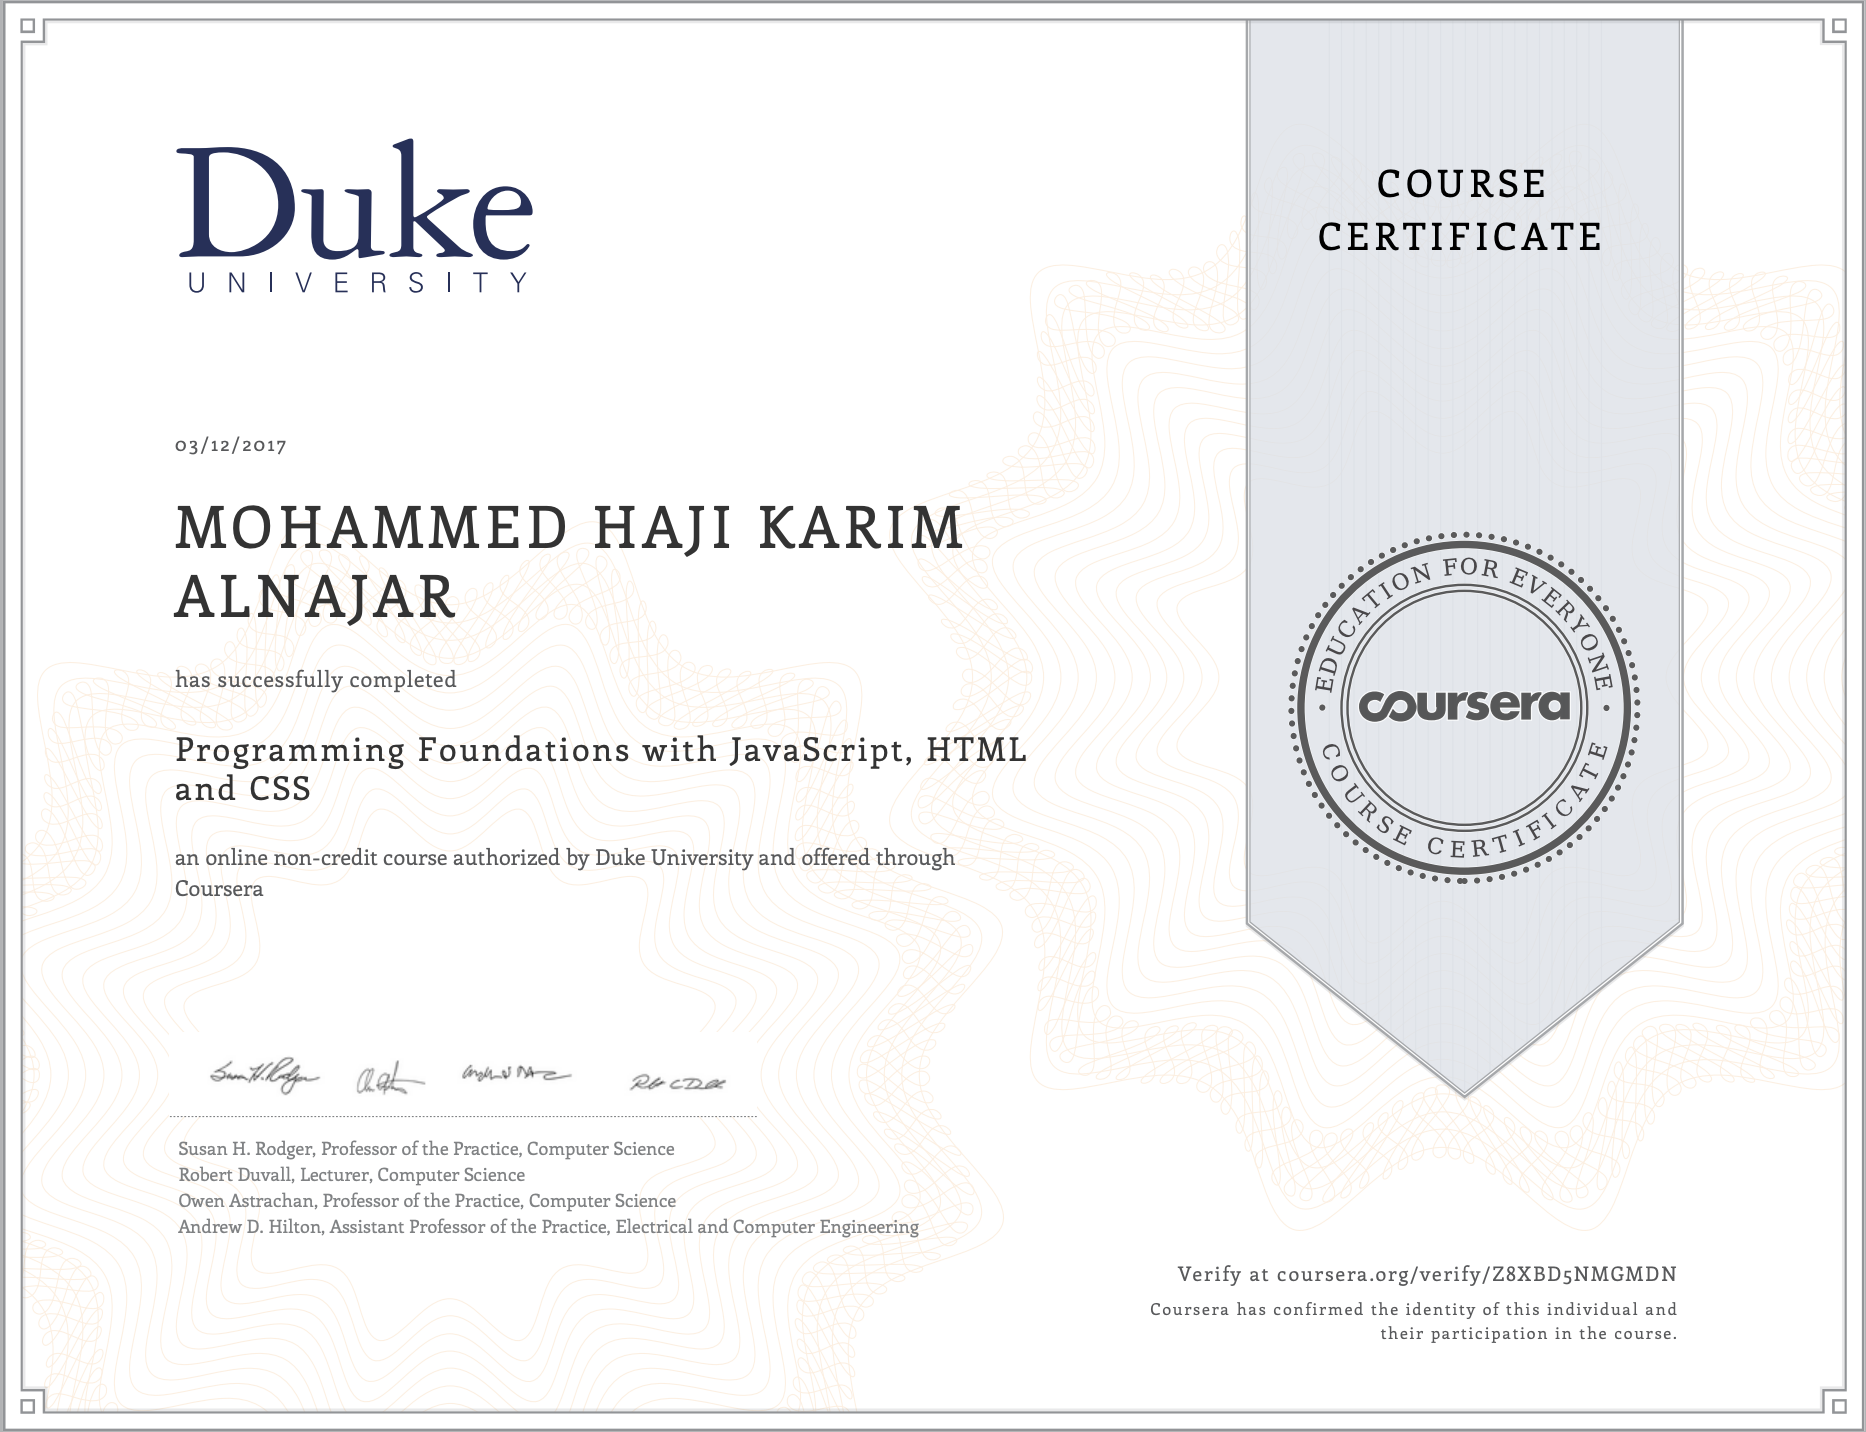 Duke
UNIVERSITY
COURSE
CERTIFICATE
03/12/2017
MOHAMMED HAJI KARIM
ALNAJAR
has successfully completed
Programming Foundations with JavaScript, HTML
and CSS
an online non-credit course authorized by Duke University and offered through
Coursera
EDUCATION FOR EVERYONE
coursera
COURSE CERTIFICATE
Susan H. Rodger
Susan H. Rodger, Professor of the Practice, Computer Science
Robert Duvall, Lecturer, Computer Science
Owen Astrachan, Professor of the Practice, Computer Science
Andrew D. Hilton, Assistant Professor of the Practice, Electrical and Computer Engineering
Verify at coursera.org/verify/Z8XBD5NMGMDN
Coursera has confirmed the identity of this individual and
their participation in the course.